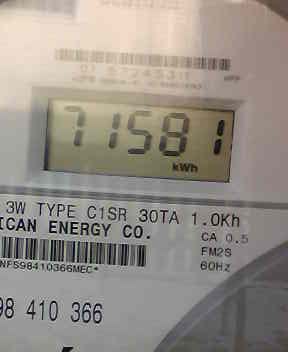 71581
kWh
3W TYPE C1SR 30TA 1.0Kh
ICAN ENERGY CO.
CA 0.5
FM2S
60Hz
NFS98410366MEC*
98 410 366